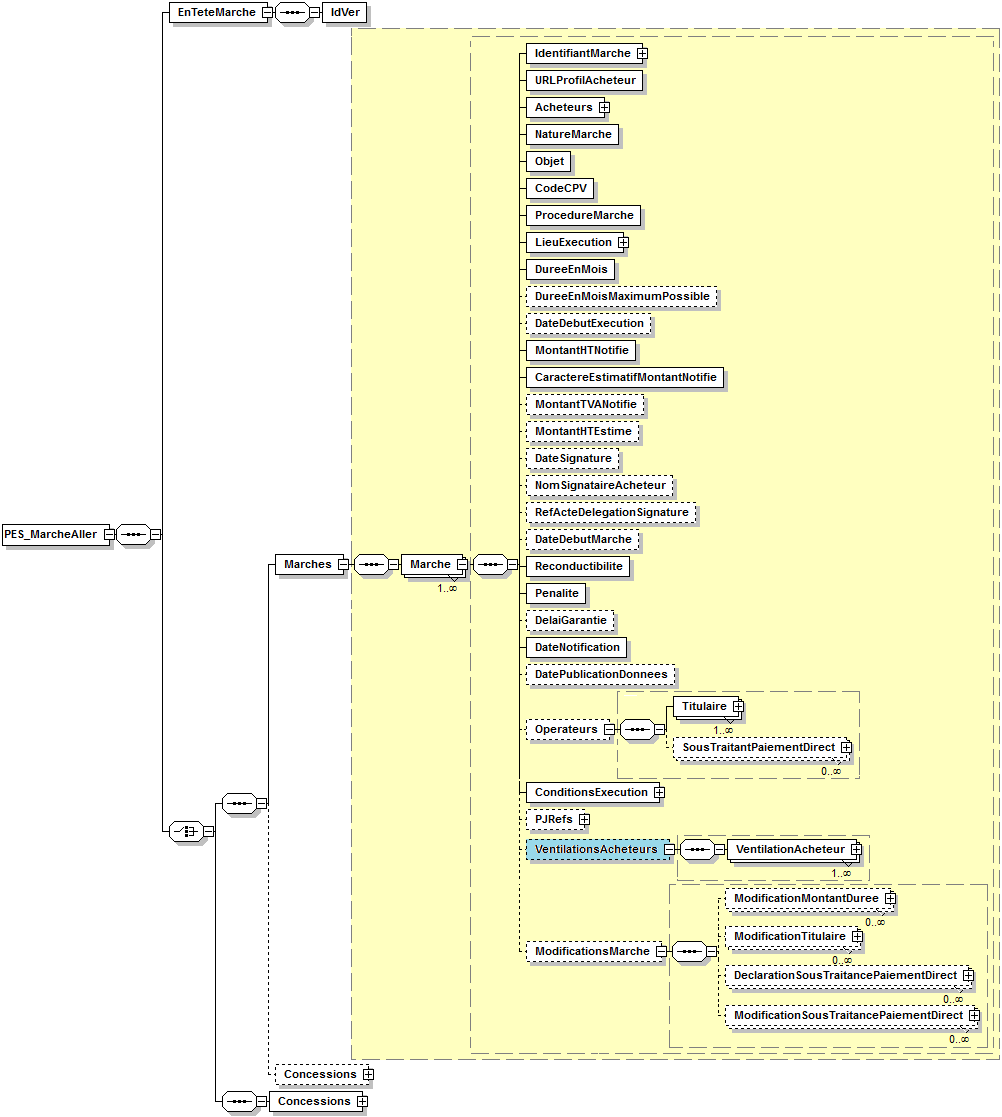 EnTeteMarche
IdVer
IdentifiantMarche
URLProfilAcheteur
Acheteurs
NatureMarche
Objet
CodeCPV
ProcedureMarche
LieuExecution
DureeEnMois
DureeEnMoisMaximumPossible
DateDebutExecution
MontantHTNotifie
CaractereEstimatifMontantNotifie
MontantTVANotifie
MontantHTEstime
DateSignature
NomSignataireAcheteur
RefActeDelegationSignature
PES_MarcheAller
DateDebutMarche
Marches
Marche
1..∞
Reconductibilite
Penalite
DelaiGarantie
DateNotification
DatePublicationDonnees
Operateurs
Titulaire
1..∞
SousTraitantPaiementDirect
0..∞
ConditionsExecution
PJRefs
VentilationsAcheteurs
VentilationAcheteur
1..∞
ModificationsMarche
ModificationMontantDuree
0..∞
ModificationTitulaire
0..∞
DeclarationSousTraitancePaiementDirect
0..∞
ModificationSousTraitancePaiementDirect
0..∞
Concessions
Concessions